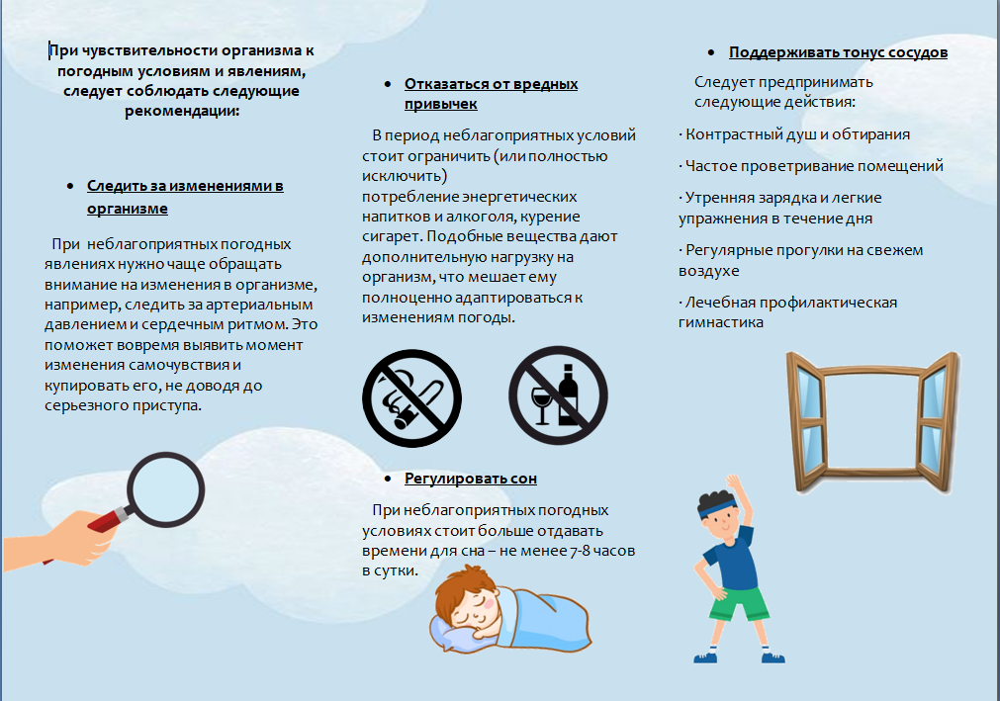 При чувствительности организма к
погодным условиям и явлениям,
следует соблюдать следующие
рекомендации:
• Следить за изменениями в
организме
При неблагоприятных погодных
явлениях нужно чаще обращать
внимание на изменения в организме,
например, следить за артериальным
давлением и сердечным ритмом. Это
поможет вовремя выявить момент
изменения самочувствия и
купировать его, не доводя до
серьезного приступа.
• Отказаться от вредных
привычек
В период неблагоприятных условий
стоит ограничить (или полностью
исключить)
потребление энергетических
напитков и алкоголя, курение
сигарет. Подобные вещества дают
дополнительную нагрузку на
организм, что мешает ему
полноценно адаптироваться к
изменениям погоды.
• Регулировать сон
При неблагоприятных погодных
условиях стоит больше отдавать
времени для сна – не менее 7-8 часов
в сутки.
• Поддерживать тонус сосудов
Следует предпринимать
следующие действия:
· Контрастный душ и обтирания
· Частое проветривание помещений
· Утренняя зарядка и легкие
упражнения в течение дня
· Регулярные прогулки на свежем
воздухе
· Лечебная профилактическая
гимнастика